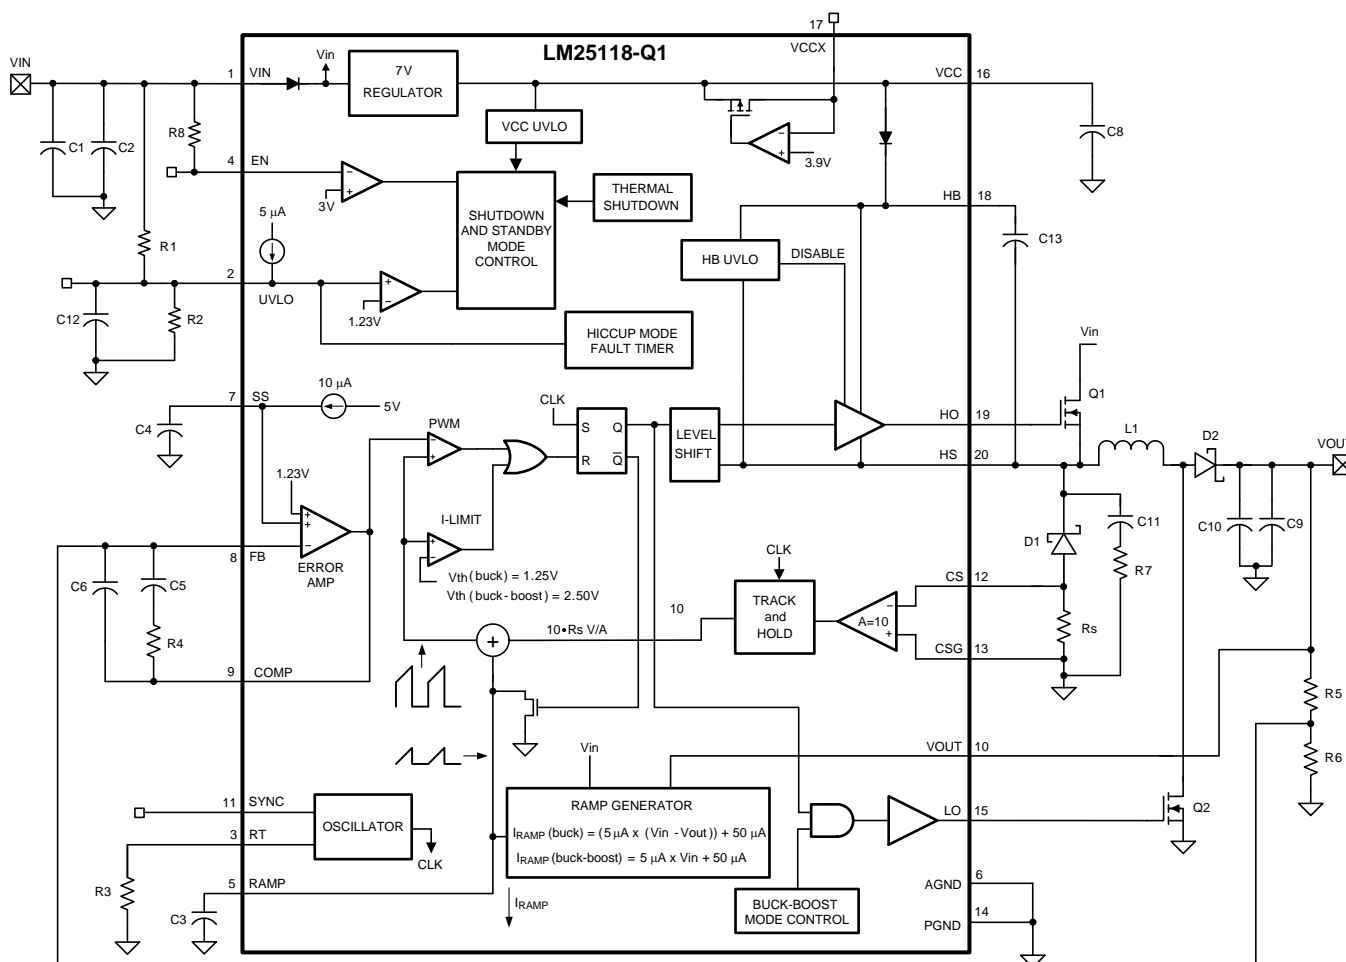 LM25118-Q1
17
VCCX
VIN
1
VIN
Vin
7V
REGULATOR
VCC
16
C1
C2
R8
VCC UVLO
3.9V
C8
4
EN
3V
THERMAL
SHUTDOWN
HB
18
5 µA
SHUTDOWN
AND STANDBY
MODE
CONTROL
R1
HB UVLO
DISABLE
C13
2
UVLO
1.23V
C12
R2
HICCUP MODE
FAULT TIMER
Vin
7
SS
10 µA
5V
C4
PWM
CLK
S
Q
R
Q
LEVEL
SHIFT
HO
19
Q1
L1
D2
VOUT
HS
20
1.23V
I-LIMIT
C10
C9
C11
D1
R7
8
FB
ERROR
AMP
C6
C5
Vth (buck) = 1.25V
Vth (buck-boost) = 2.50V
CLK
CS
12
TRACK
and
HOLD
A=10
10
10•Rs V/A
Rs
R4
CSG
13
9
COMP
R5
Vin
VOUT
10
R6
RAMP GENERATOR
IRAMP (buck) = (5 µA x (Vin - Vout)) + 50 µA
IRAMP (buck-boost) = 5 µA x Vin + 50 µA
11
SYNC
OSCILLATOR
3
RT
CLK
LO
15
Q2
5
RAMP
R3
C3
IRAMP
BUCK-BOOST
MODE CONTROL
AGND
6
PGND
14